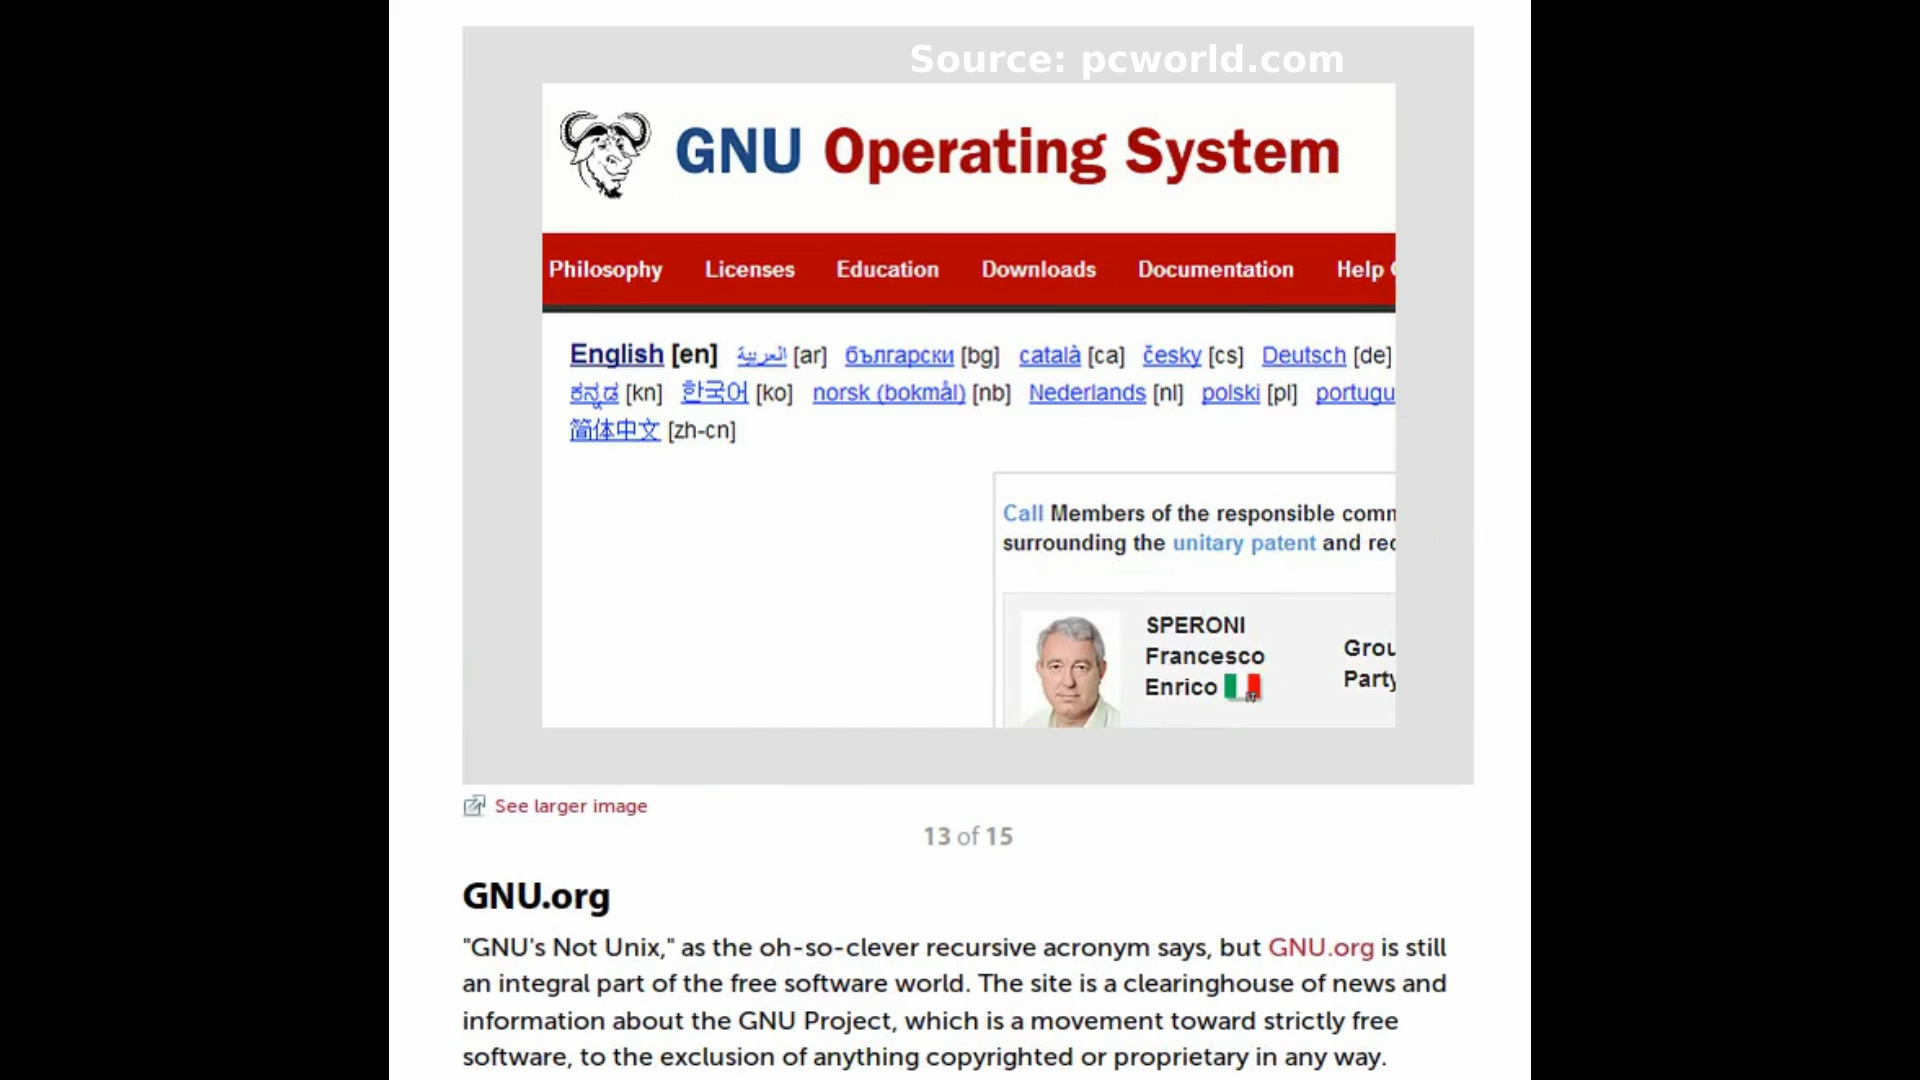 Source: pcworld.com
GNU Operating System
Philosophy Licenses Education Downloads Documentation Help
English [en] العربية [ar] български [bg] català [ca] česky [cs] Deutsch [de]
ಕನ್ನಡ [kn] 한국어 [ko] norsk (bokmål) [nb] Nederlands [nl] polski [pl] portugu
简体中文 [zh-cn]
Call Members of the responsible
surrounding the unitary patent and
SPERONI
Francesco
Enrico
Party
See larger image
13 of 15
GNU.org
"GNU's Not Unix," as the oh-so-clever recursive acronym says, but GNU.org is still
an integral part of the free software world. The site is a clearinghouse of news and
information about the GNU Project, which is a movement toward strictly free
software, to the exclusion of anything copyrighted or proprietary in any way.